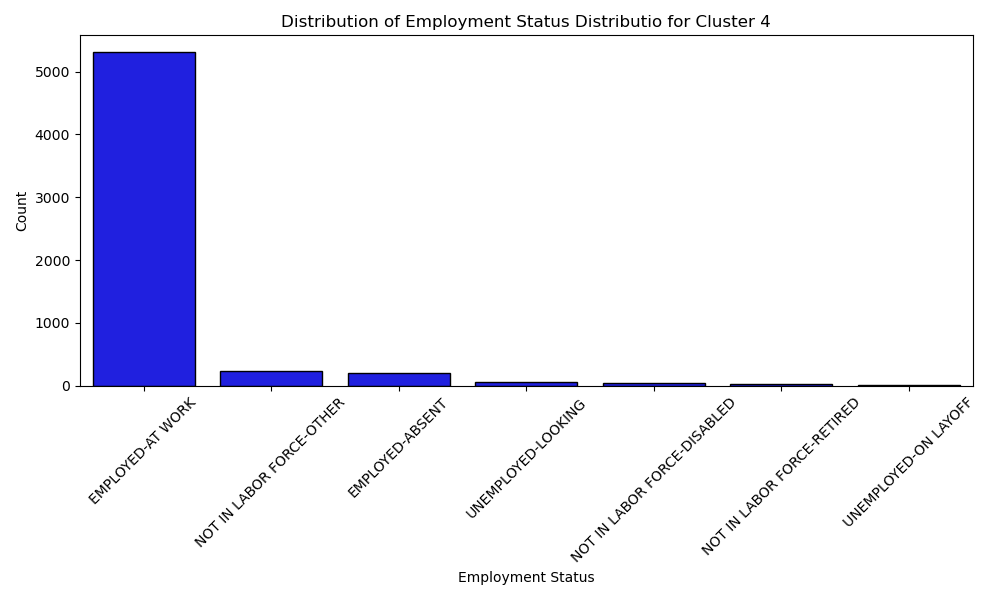 Distribution of Employment Status Distributio for Cluster 4
Count
5000
4000
3000
2000
1000
0
EMPLOYED-AT WORK
NOT IN LABOR FORCE-OTHER
EMPLOYED-ABSENT
UNEMPLOYED-LOOKING
NOT IN LABOR FORCE-DISABLED
NOT IN LABOR FORCE-RETIRED
UNEMPLOYED-ON LAYOFF
Employment Status